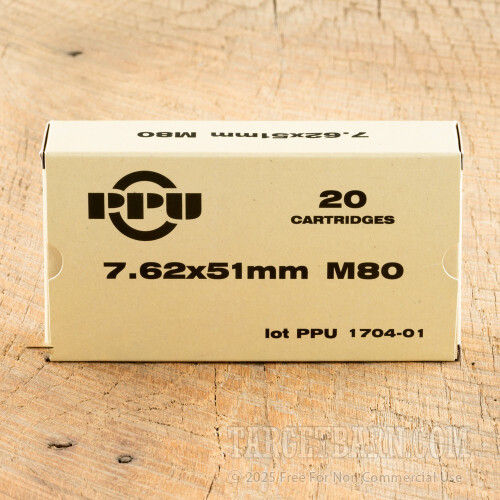 7.62x51mm M80
PPU
20
CARTRIDGES
7.62x51mm M80
lot PPU 1704-01
TARGETBARN.COM
© 2025 Free For Non Commercial Use